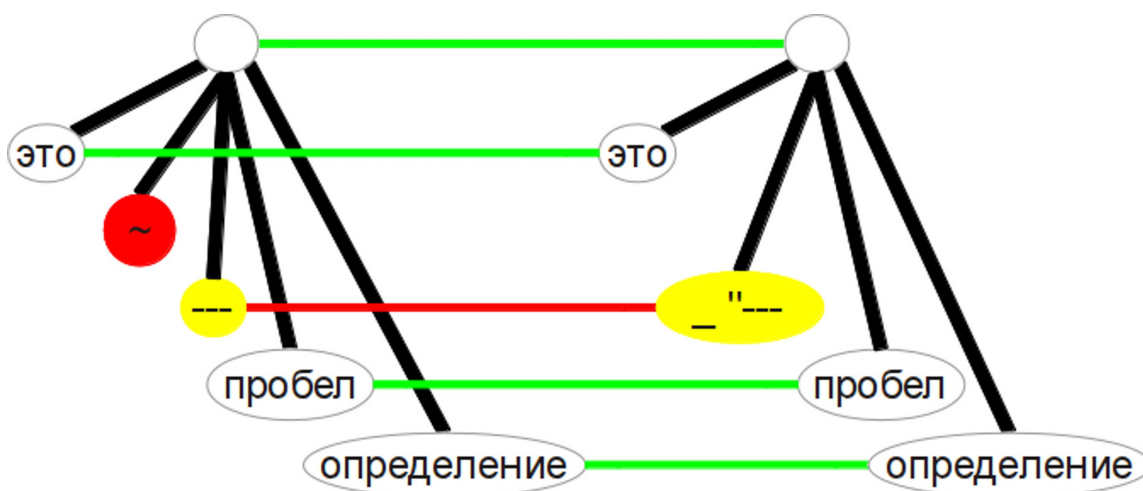 это это
~
--- _ "---
пробел пробел
определение определение